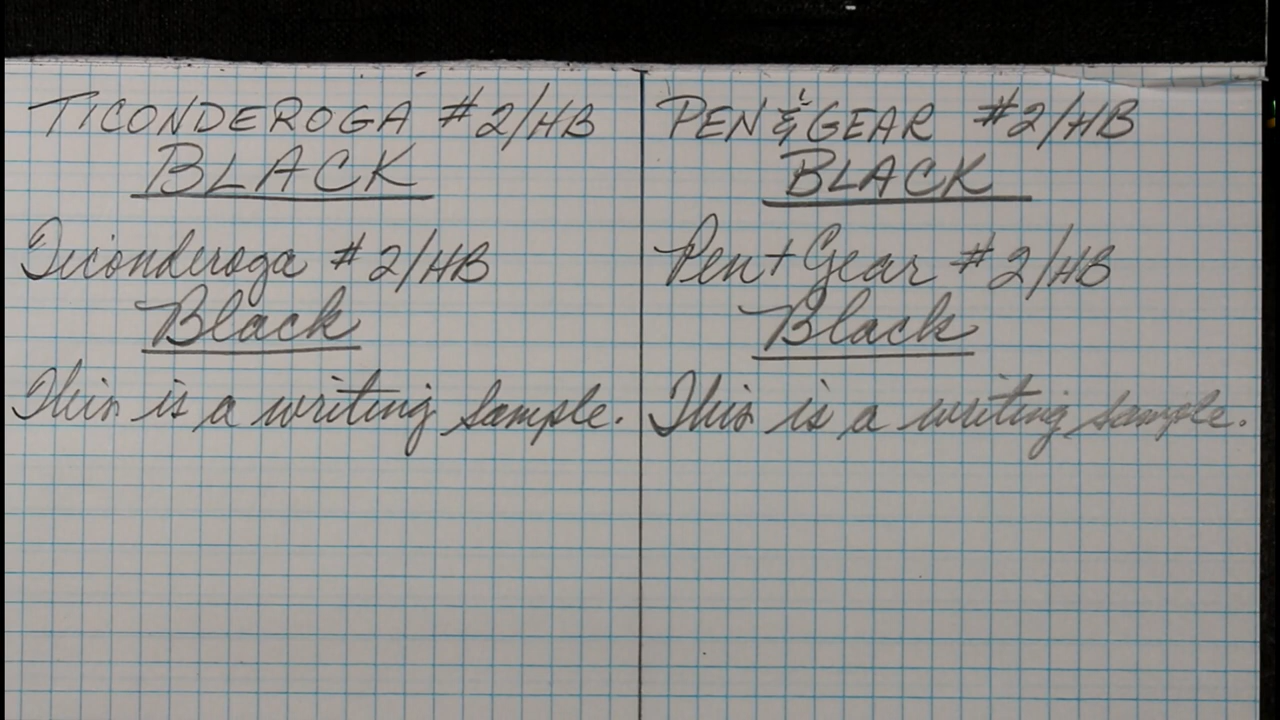 TICONDEROGA #2/HB
BLACK
Ticonderoga #2/HB
Black
This is a writing sample.
PEN & GEAR #2/HB
BLACK
Pen + Gear #2/HB
Black
This is a writing sample.